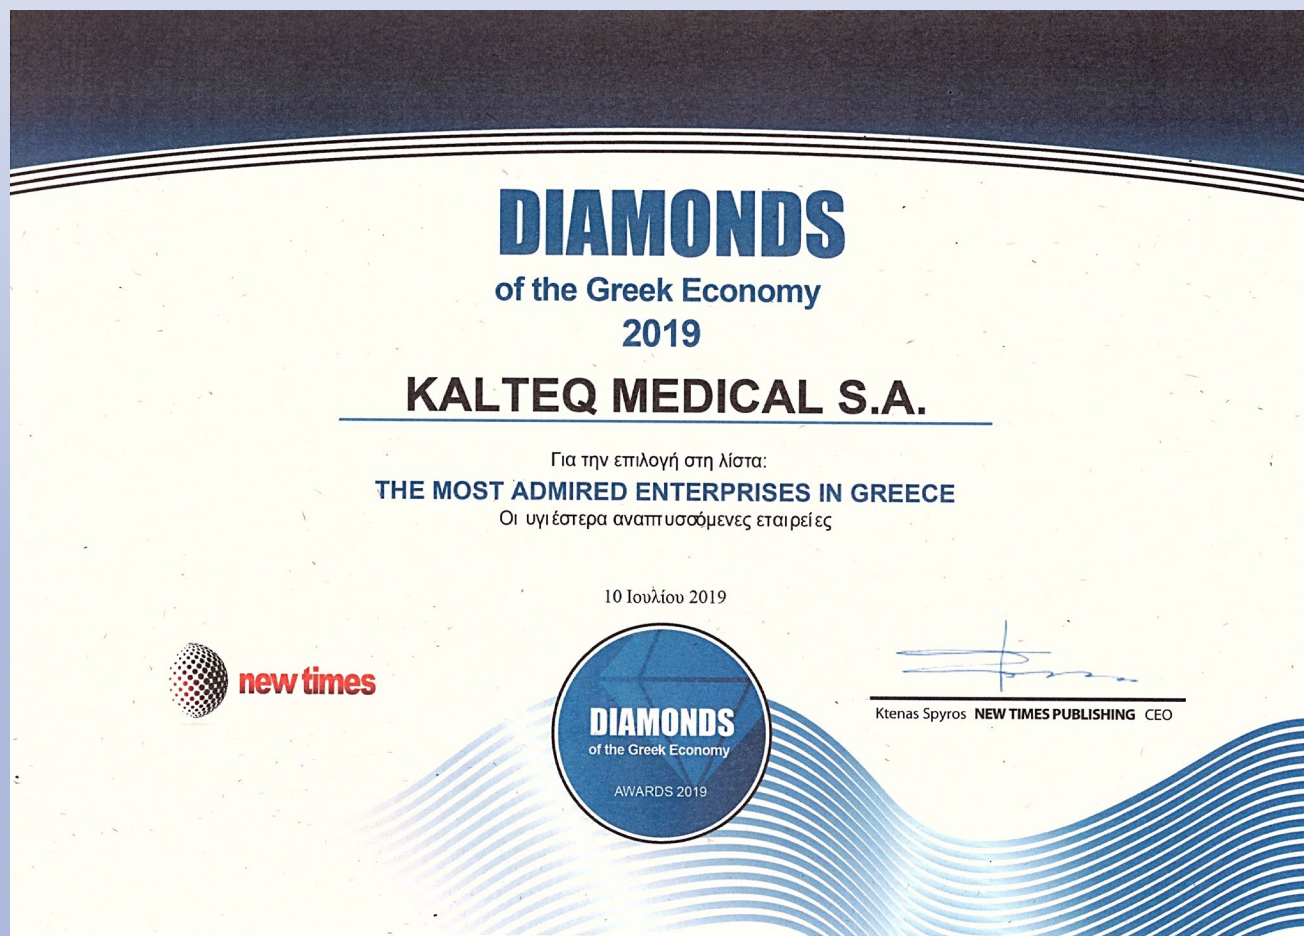 DIAMONDS
of the Greek Economy
2019
KALTEQ MEDICAL S.A.
Για την επιλογή στη λίστα:
THE MOST ADMIRED ENTERPRISES IN GREECE
Οι υγιέστερα αναπτυσσόμενες εταιρείες
10 Ιουλίου 2019
new times
DIAMONDS
of the Greek Economy
AWARDS 2019
Ktenas Spyros NEW TIMES PUBLISHING CEO